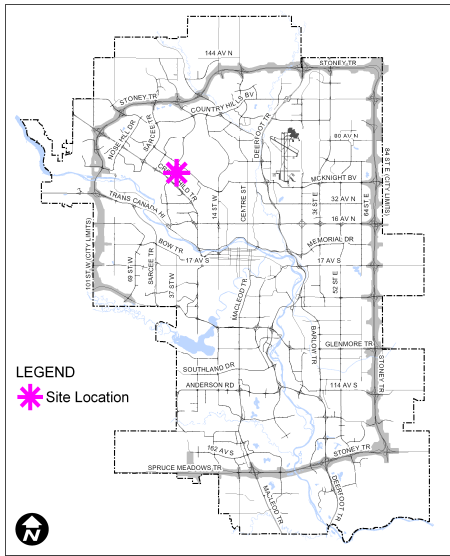 144 AV N
STONEY TR
STONEY TR
COUNTRY HILLS BV
NOSE HILL DR
SARCEE TR
DEERFOOT TR
80 AV N
84 ST E (CITY LIMITS)
MCKNIGHT BV
TRANS CANADA HI
14 ST W
CENTRE ST
36 ST E
32 AV N
64 ST E
16 AV N
101 ST W (CITY LIMITS)
BOW TR
MEMORIAL DR
17 AV S
17 AV S
69 ST W
SARCEE TR
37 ST W
MACLEOD TR
52 ST E
BARLOW TR
GLENMORE TR
STONEY TR
SOUTHLAND DR
LEGEND
Site Location
ANDERSON RD
114 AV S
162 AV S
STONEY TR
SPRUCE MEADOWS TR
MACLEOD TR
DEERFOOT TR
N